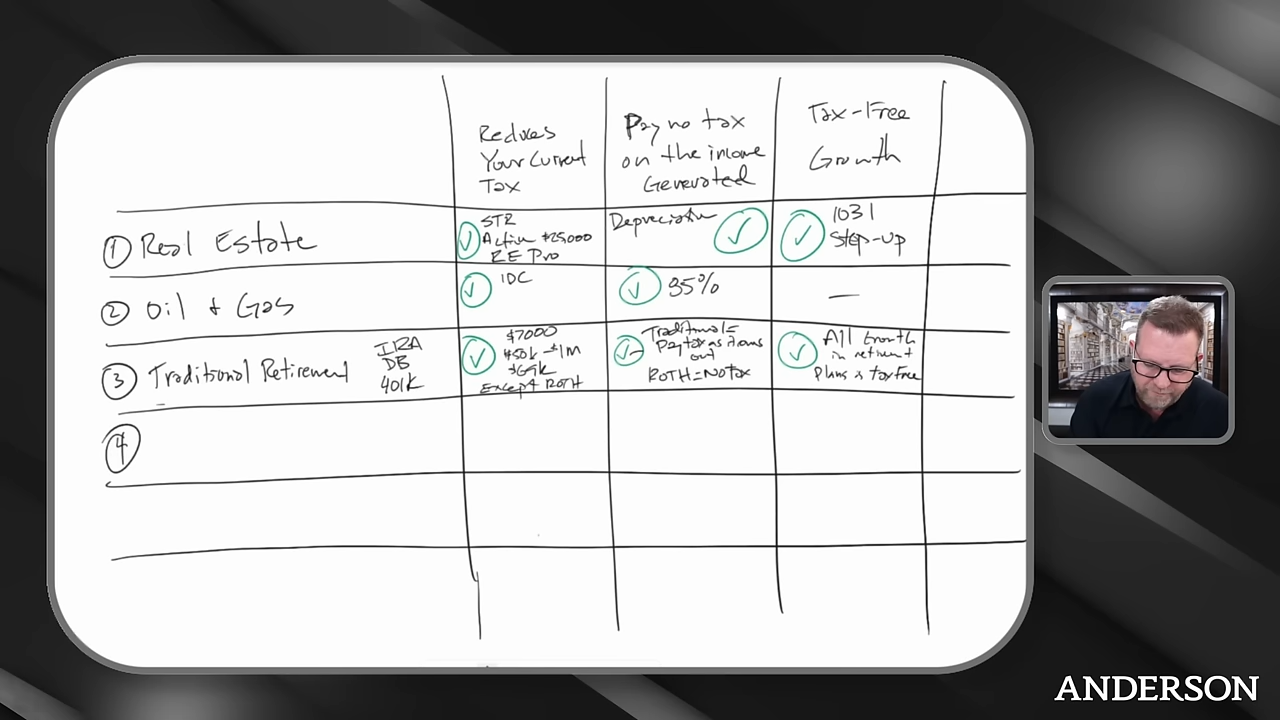 Reduces
Your Current
Tax
Pay no tax
on the income
Generated
Tax-Free
Growth
1 Real Estate
STR
Active $25000
RE Pro
Depreciation
1031
Step-up
2 Oil & Gas
IDC
35%
—
3 Traditional Retirement
IRA
DB
401K
$7000
$50k - $1m
$69k
Except ROTH
Traditional=
Pay tax as comes
out
ROTH=No tax
All Growth
in retirement
Plans is tax free
4
ANDERSON